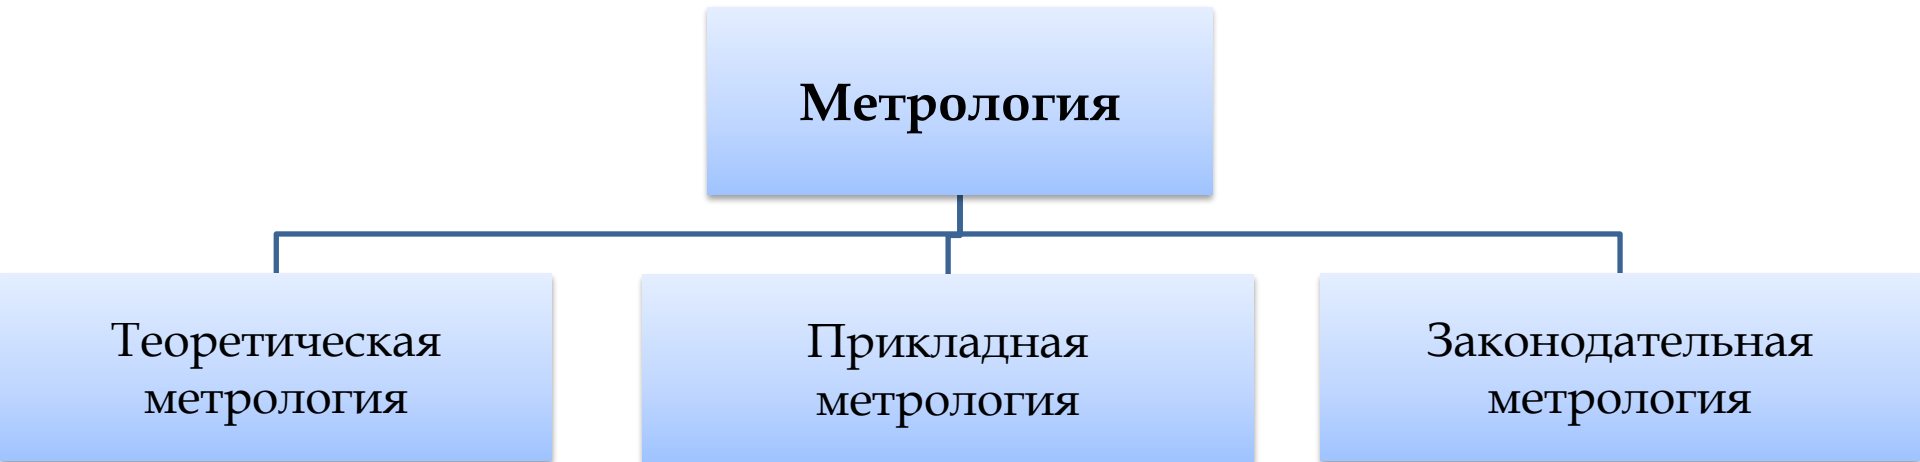 Метрология
Теоретическая
метрология
Прикладная
метрология
Законодательная
метрология